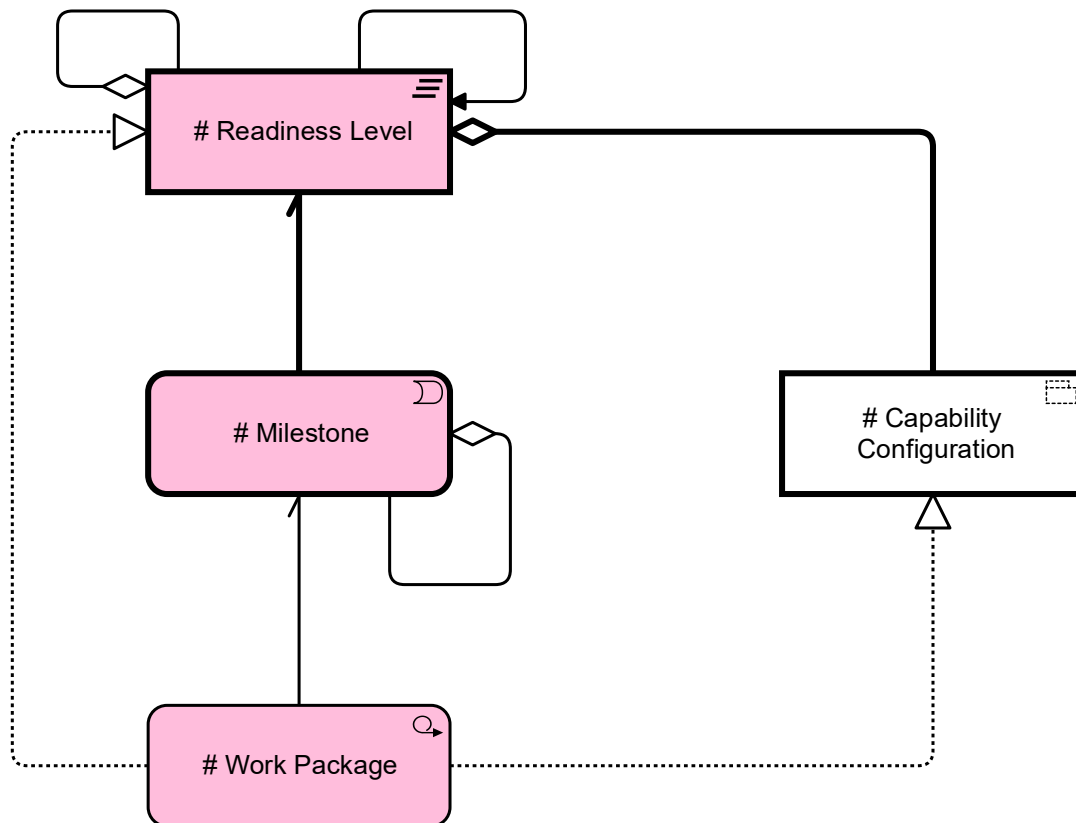 # Readiness Level
# Milestone
# Capability
Configuration
# Work Package